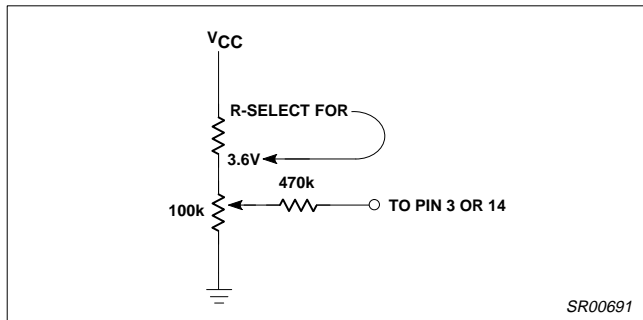 VCC
R-SELECT FOR
3.6V
470k
100k
TO PIN 3 OR 14
SR00691